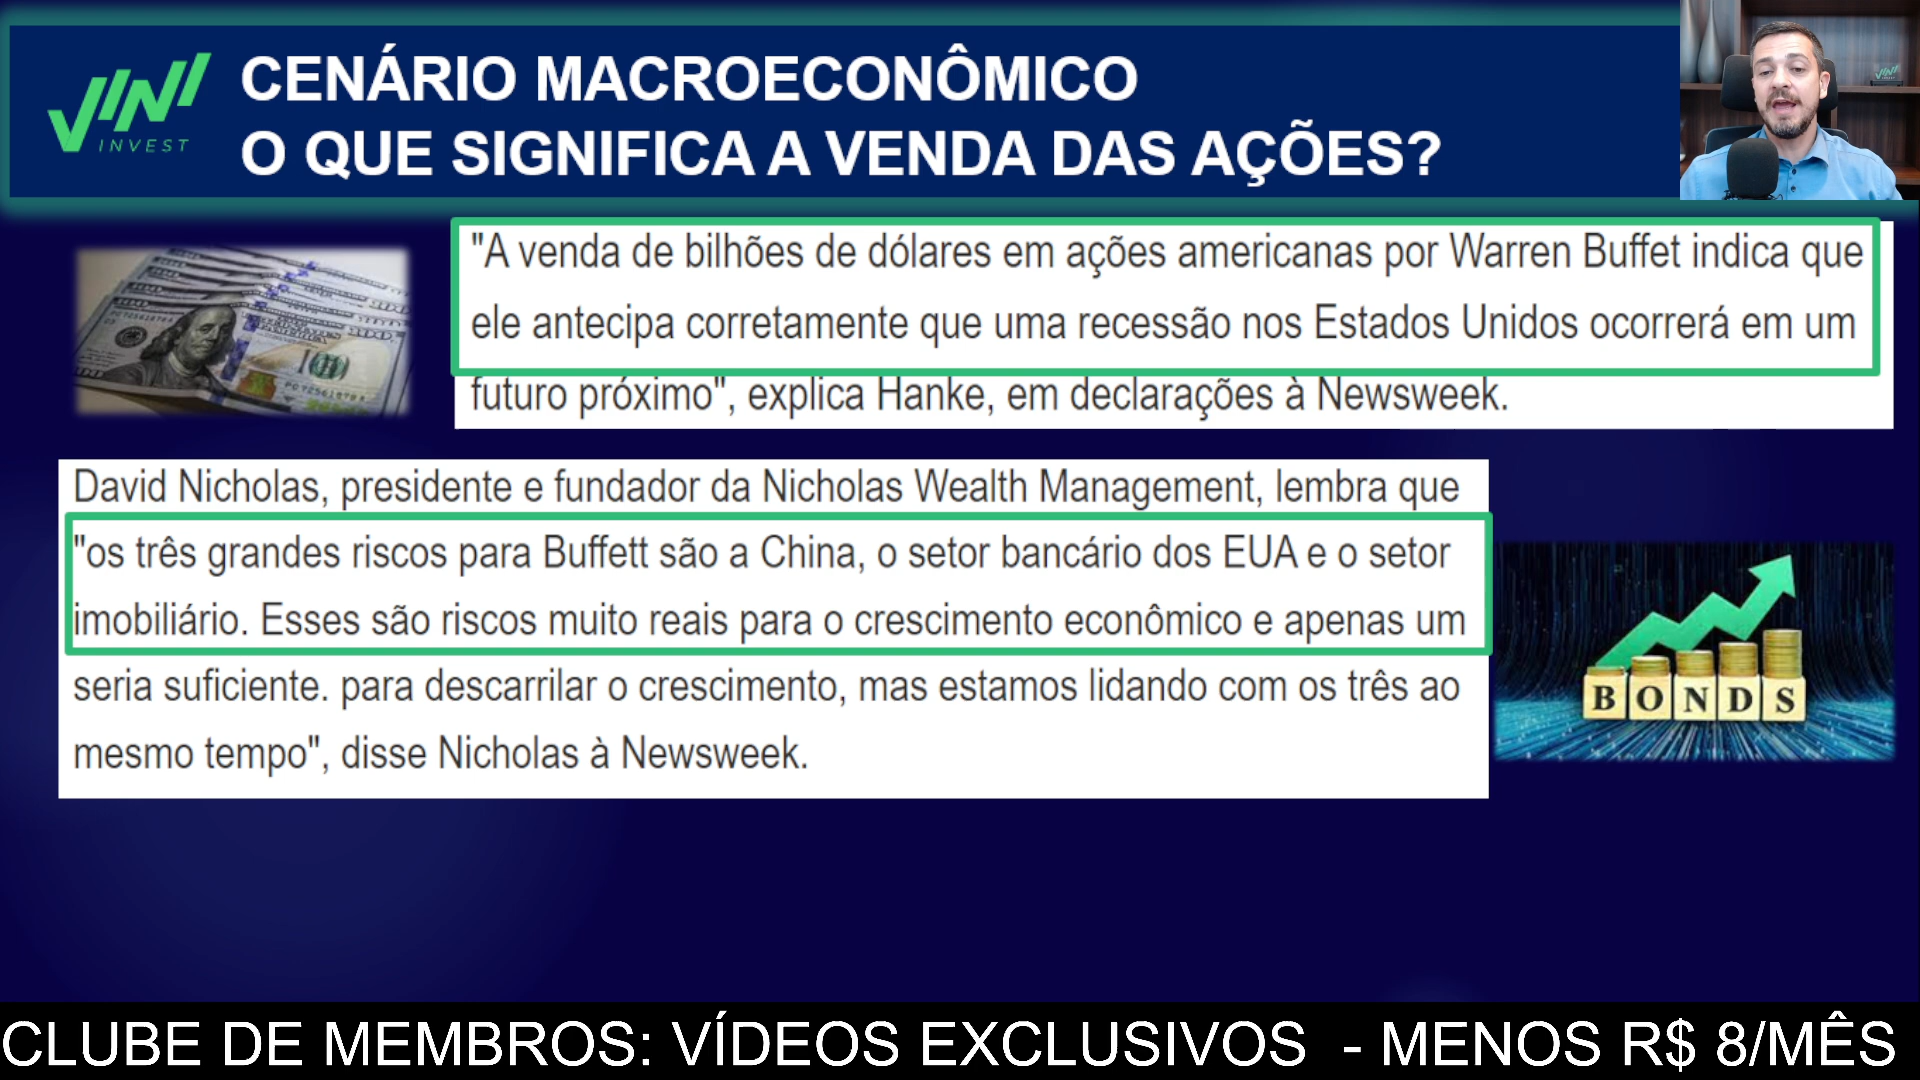 VINI
INVEST
CENÁRIO MACROECONÔMICO
O QUE SIGNIFICA A VENDA DAS AÇÕES?
"A venda de bilhões de dólares em ações americanas por Warren Buffet indica que
ele antecipa corretamente que uma recessão nos Estados Unidos ocorrerá em um
futuro próximo", explica Hanke, em declarações à Newsweek.
David Nicholas, presidente e fundador da Nicholas Wealth Management, lembra que
"os três grandes riscos para Buffett são a China, o setor bancário dos EUA e o setor
imobiliário. Esses são riscos muito reais para o crescimento econômico e apenas um
seria suficiente. para descarrilar o crescimento, mas estamos lidando com os três ao
mesmo tempo", disse Nicholas à Newsweek.
BONDS
CLUBE DE MEMBROS: VÍDEOS EXCLUSIVOS - MENOS R$ 8/MÊS